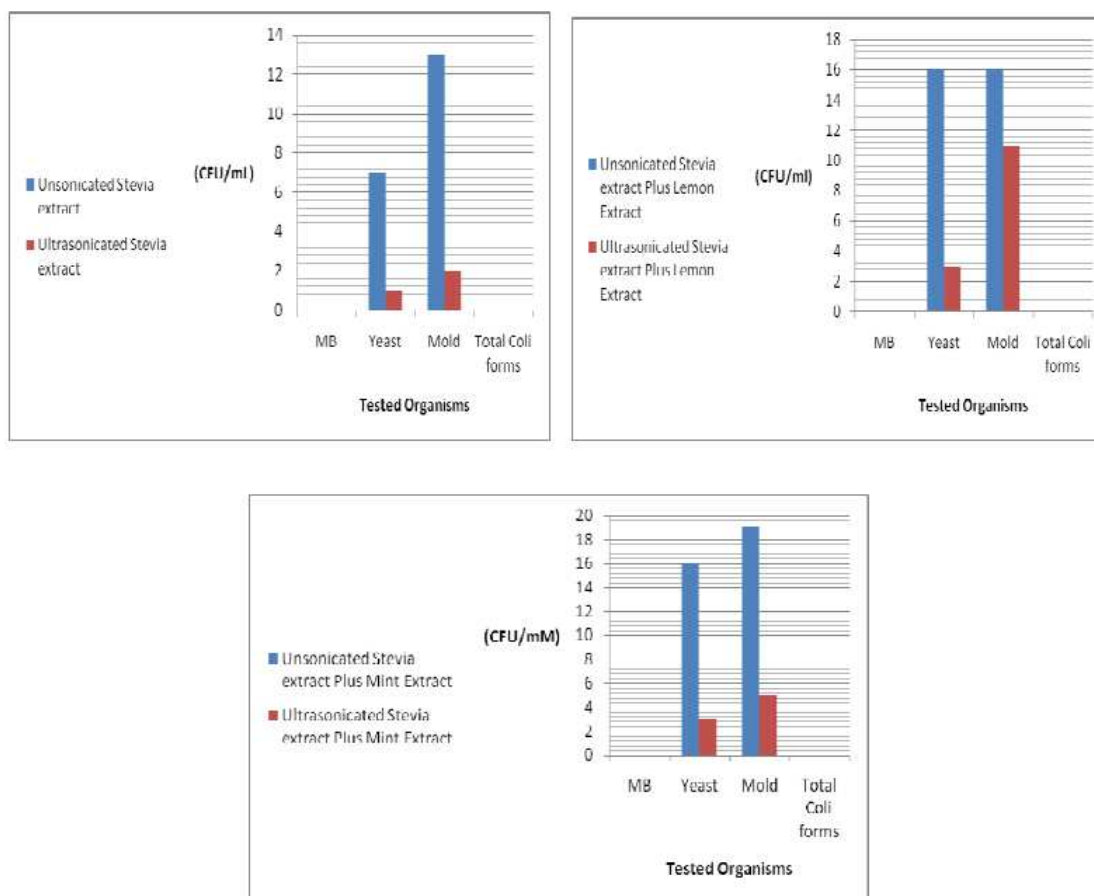 14
12
10
8
6
4
2
0
(CFU/mL)
Unsonicated Stevia
extract
Ultrasonicated Stevia
extract
MB Yeast Mold Total Coli
forms
Tested Organisms
18
16
14
12
10
8
6
4
2
0
(CFU/ml)
Unsonicated Stevia
extract Plus Lemon
Extract
Ultrasonicated Stevia
extract Plus Lemon
Extract
MB Yeast Mold Total Coli
forms
Tested Organisms
20
18
16
14
12
10
8
6
4
2
0
(CFU/mM)
Unsonicated Stevia
extract Plus Mint Extract
Ultrasonicated Stevia
extract Plus Mint Extract
MB Yeast Mold Total
Coli
forms
Tested Organisms